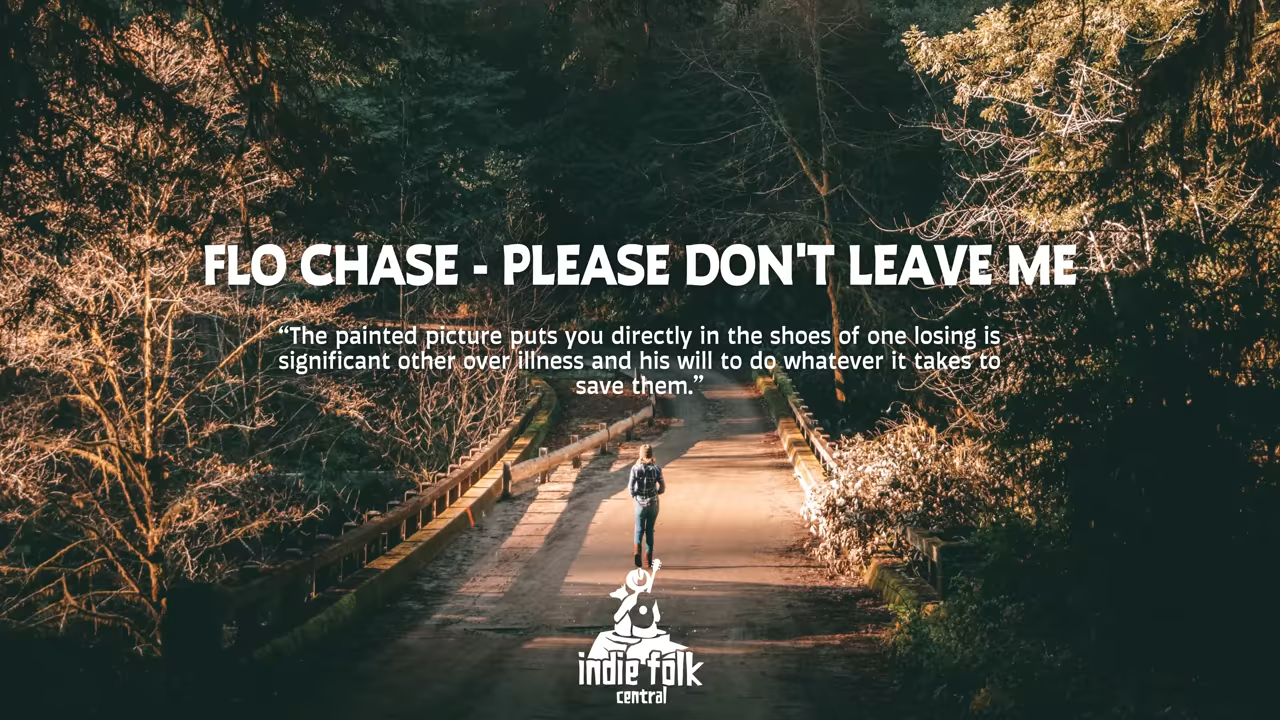 FLO CHASE - PLEASE DON'T LEAVE ME
“The painted picture puts you directly in the shoes of one losing is
significant other over illness and his will to do whatever it takes to
save them.”
indie folk
central